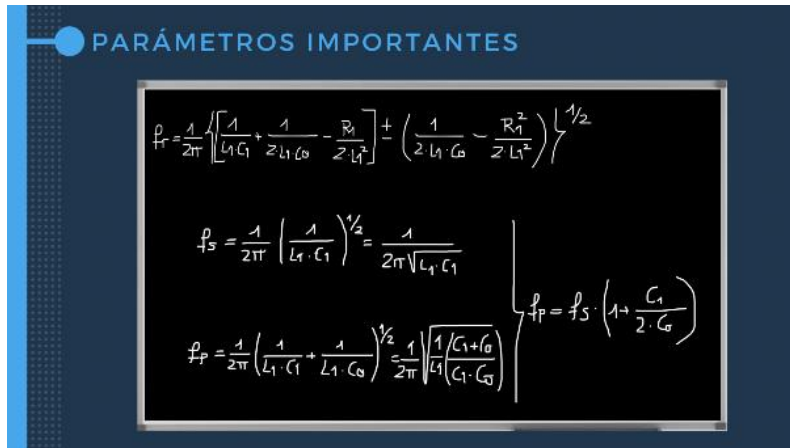 PARÁMETROS IMPORTANTES
fr = 1/2π {[1/L1·C1 + 1/2·L1·C0 − R1/2·L1²] ± (1/2·L1·C0 − R1²/2·L1²)}^1/2
fs = 1/2π (1/L1·C1)^1/2 = 1/2π√L1·C1
fp = fs·(1 + C1/2·C0)
fp = 1/2π (1/L1·C1 + 1/L1·C0)^1/2 = 1/2π √1/L1 (C1+C0/C1·C0)